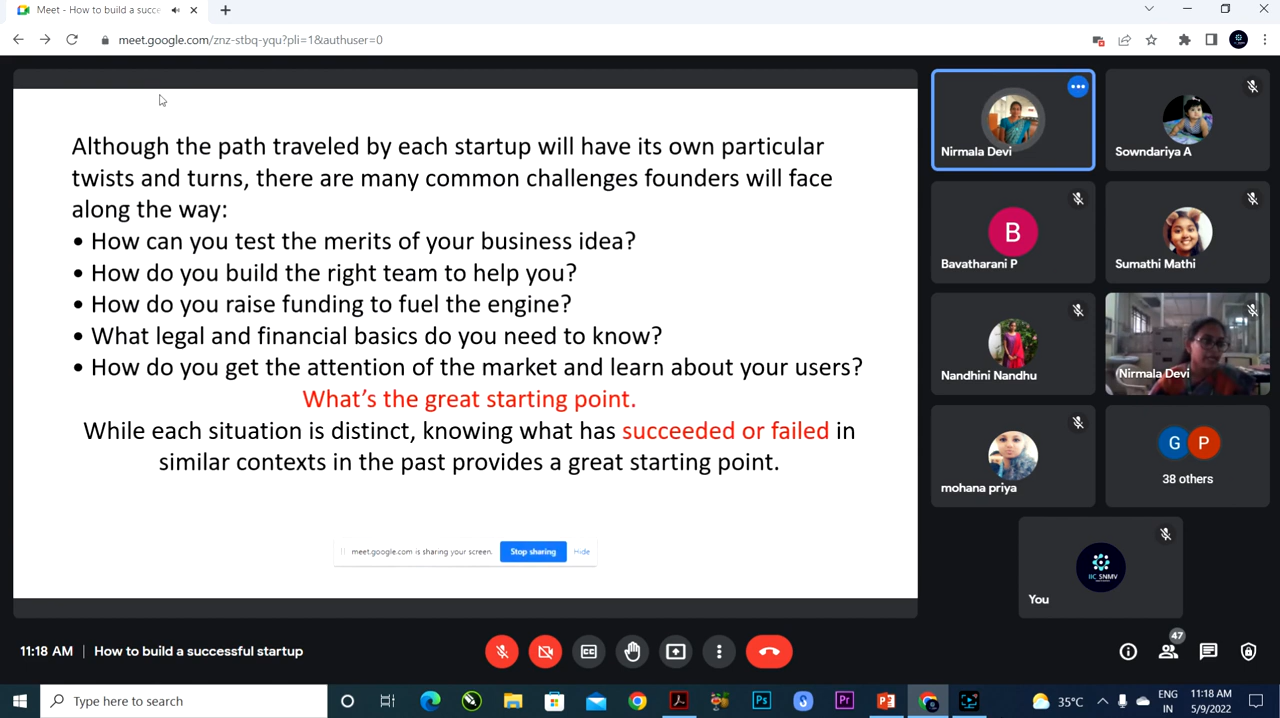 Meet - How to build a succe
meet.google.com/znz-stbq-yqu?pli=1&authuser=0
Although the path traveled by each startup will have its own particular
twists and turns, there are many common challenges founders will face
along the way:
• How can you test the merits of your business idea?
• How do you build the right team to help you?
• How do you raise funding to fuel the engine?
• What legal and financial basics do you need to know?
• How do you get the attention of the market and learn about your users?
What's the great starting point.
While each situation is distinct, knowing what has succeeded or failed in
similar contexts in the past provides a great starting point.
meet.google.com is sharing your screen. Stop sharing Hide
Nirmala Devi
Sowndariya A
B
Bavatharani P
Sumathi Mathi
Nandhini Nandhu
Nirmala Devi
mohana priya
G P
38 others
IIC SNMV
You
11:18 AM | How to build a successful startup
47
Type here to search
Ps
S
Pr
P
35°C
ENG
IN
11:18 AM
5/9/2022